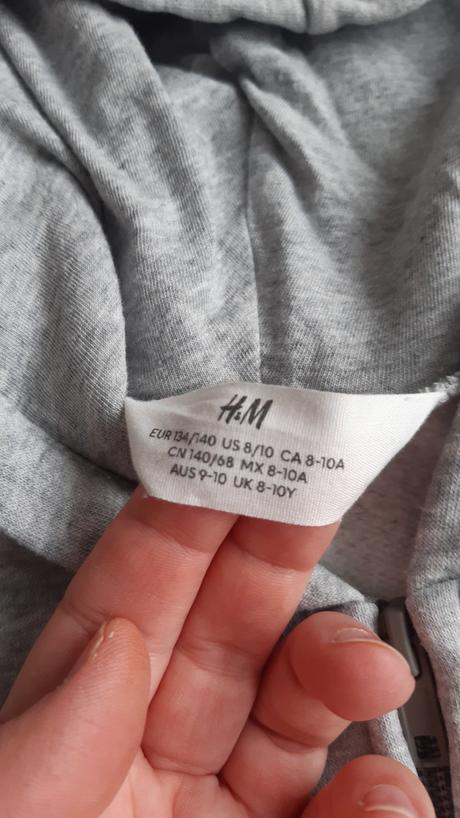 H&M
EUR 134/140 US 8/10 CA 8-10A
CN 140/68 MX 8-10A
AUS 9-10 UK 8-10Y